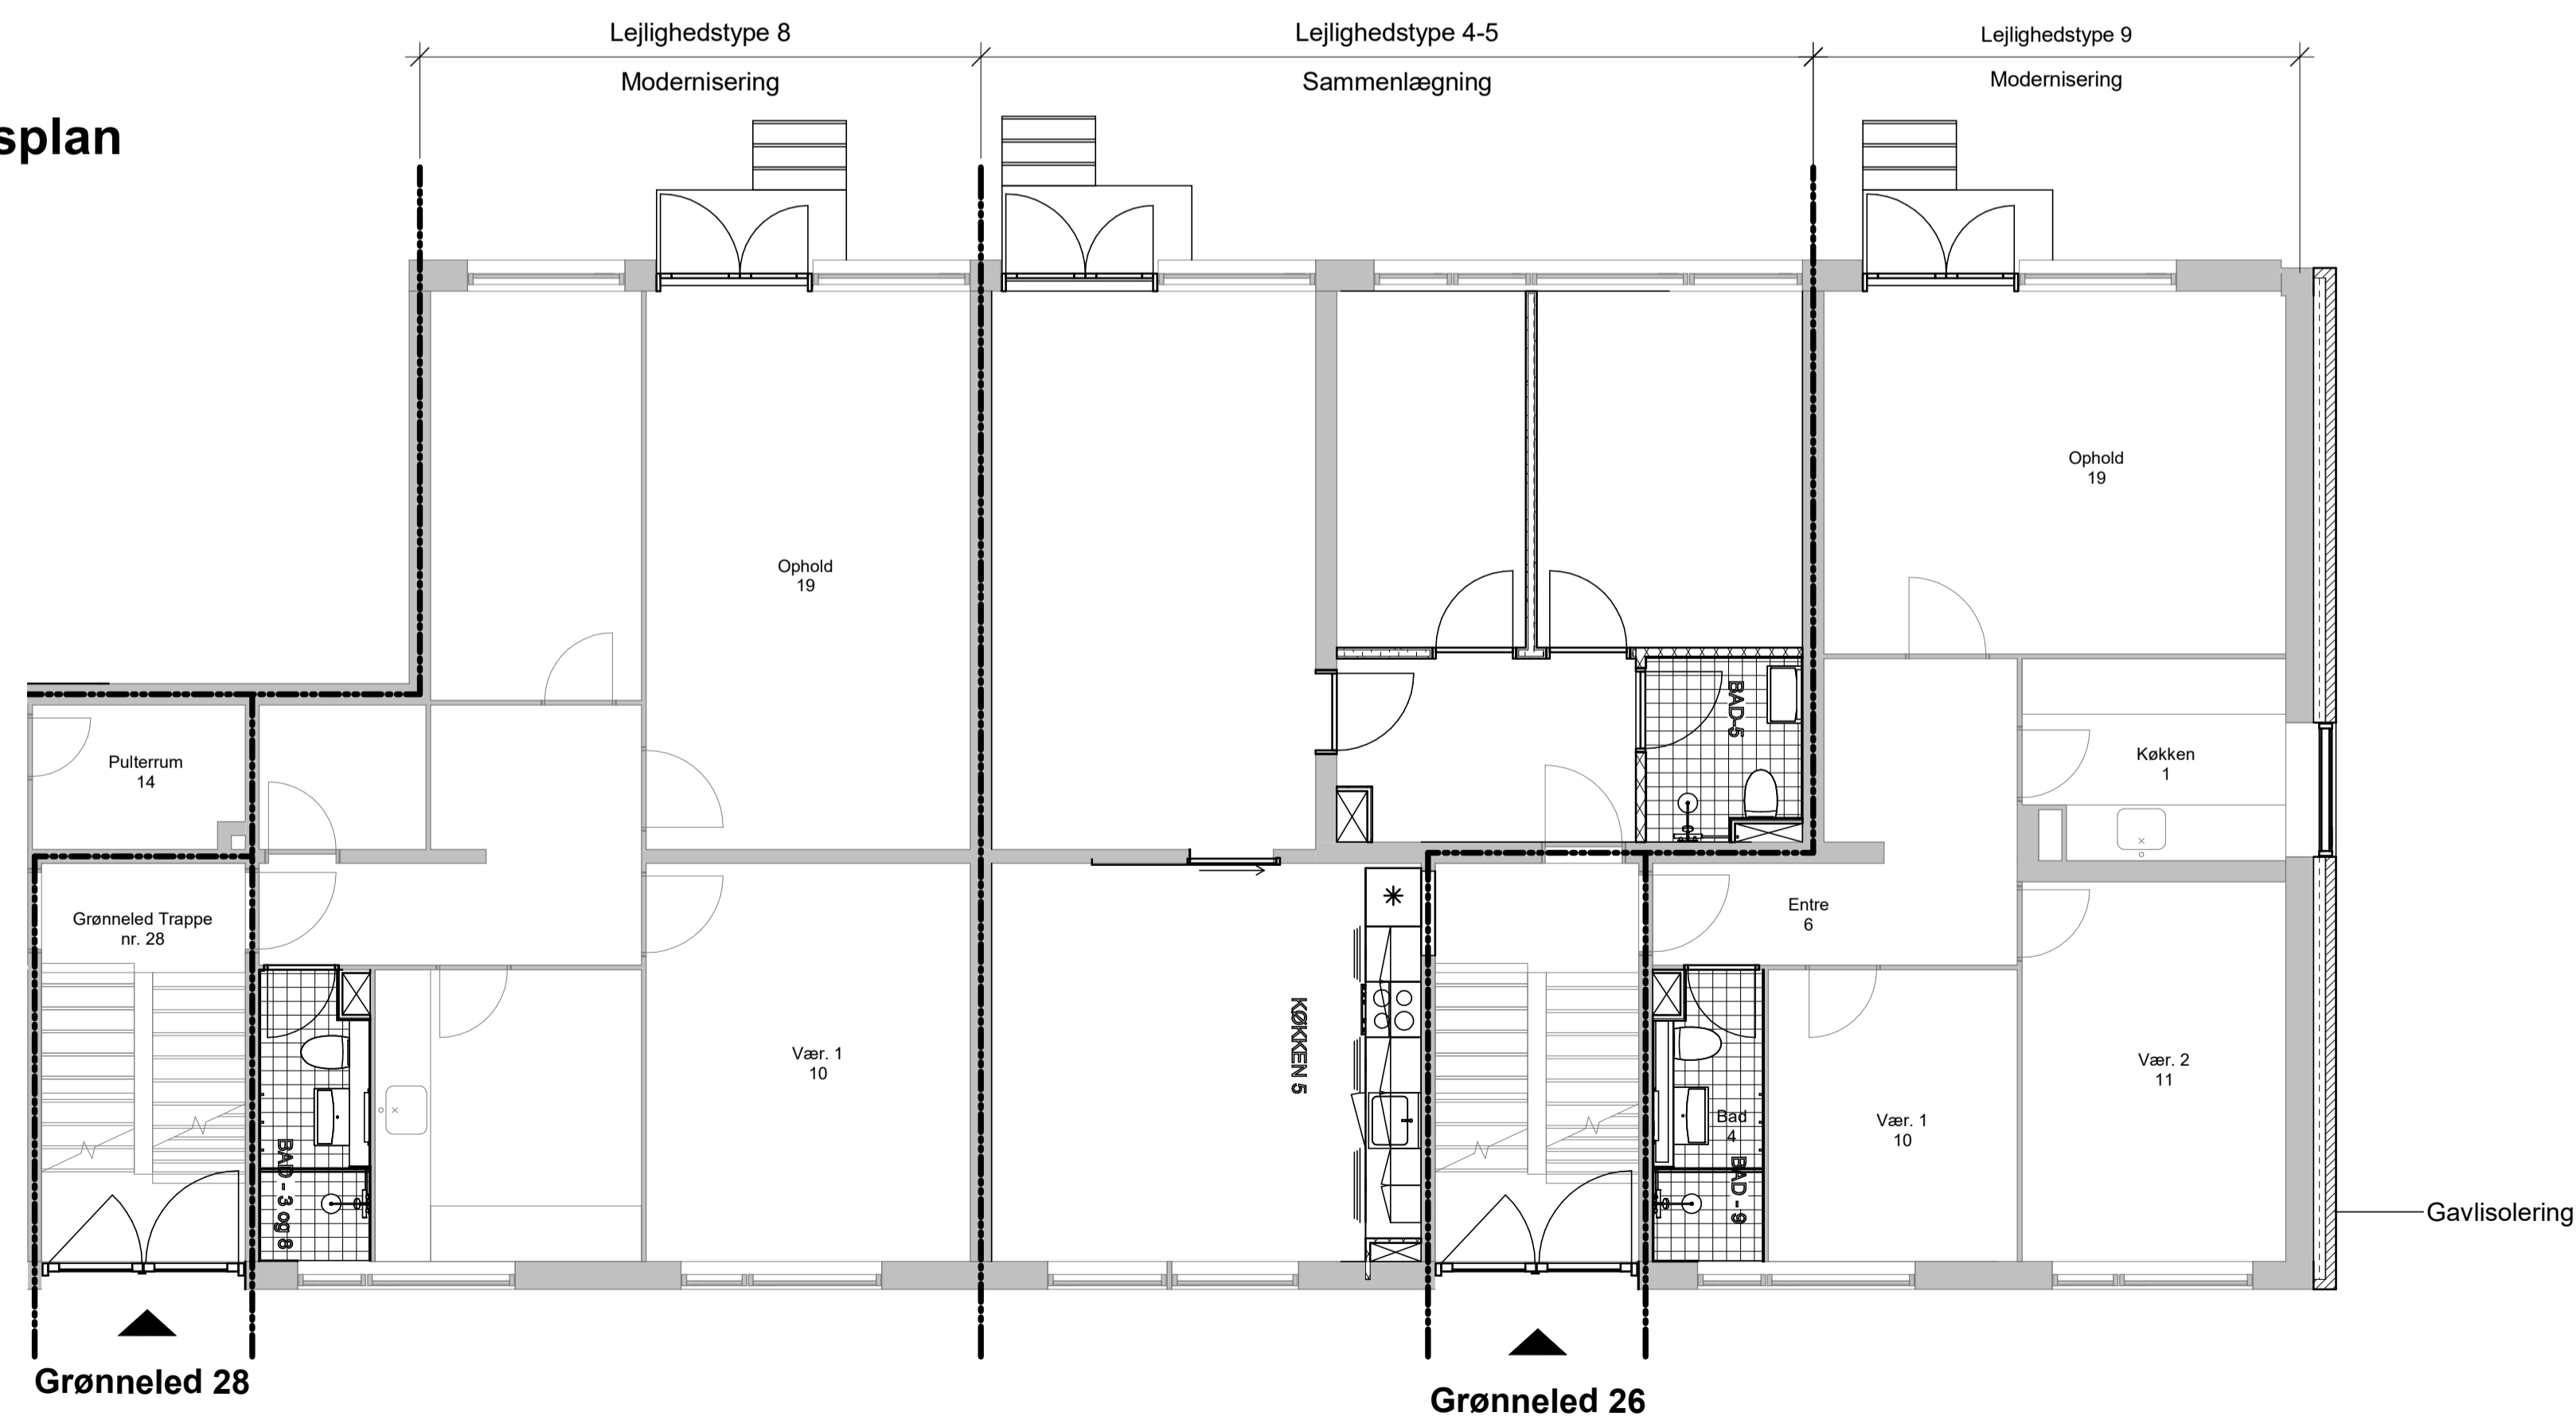 Lejlighedstype 8
Lejlighedstype 4-5
Lejlighedstype 9
Modernisering
Sammenlægning
Modernisering
splan
Ophold
19
Ophold
19
BAD-5
Pulterrum
14
Køkken
1
Grønneled Trappe
nr. 28
Entre
6
KØKKEN 5
Vær. 1
10
Vær. 2
11
Bad
4
Vær. 1
10
BAD - 3 og 8
BAD - 9
Gavlisolering
Grønneled 28
Grønneled 26